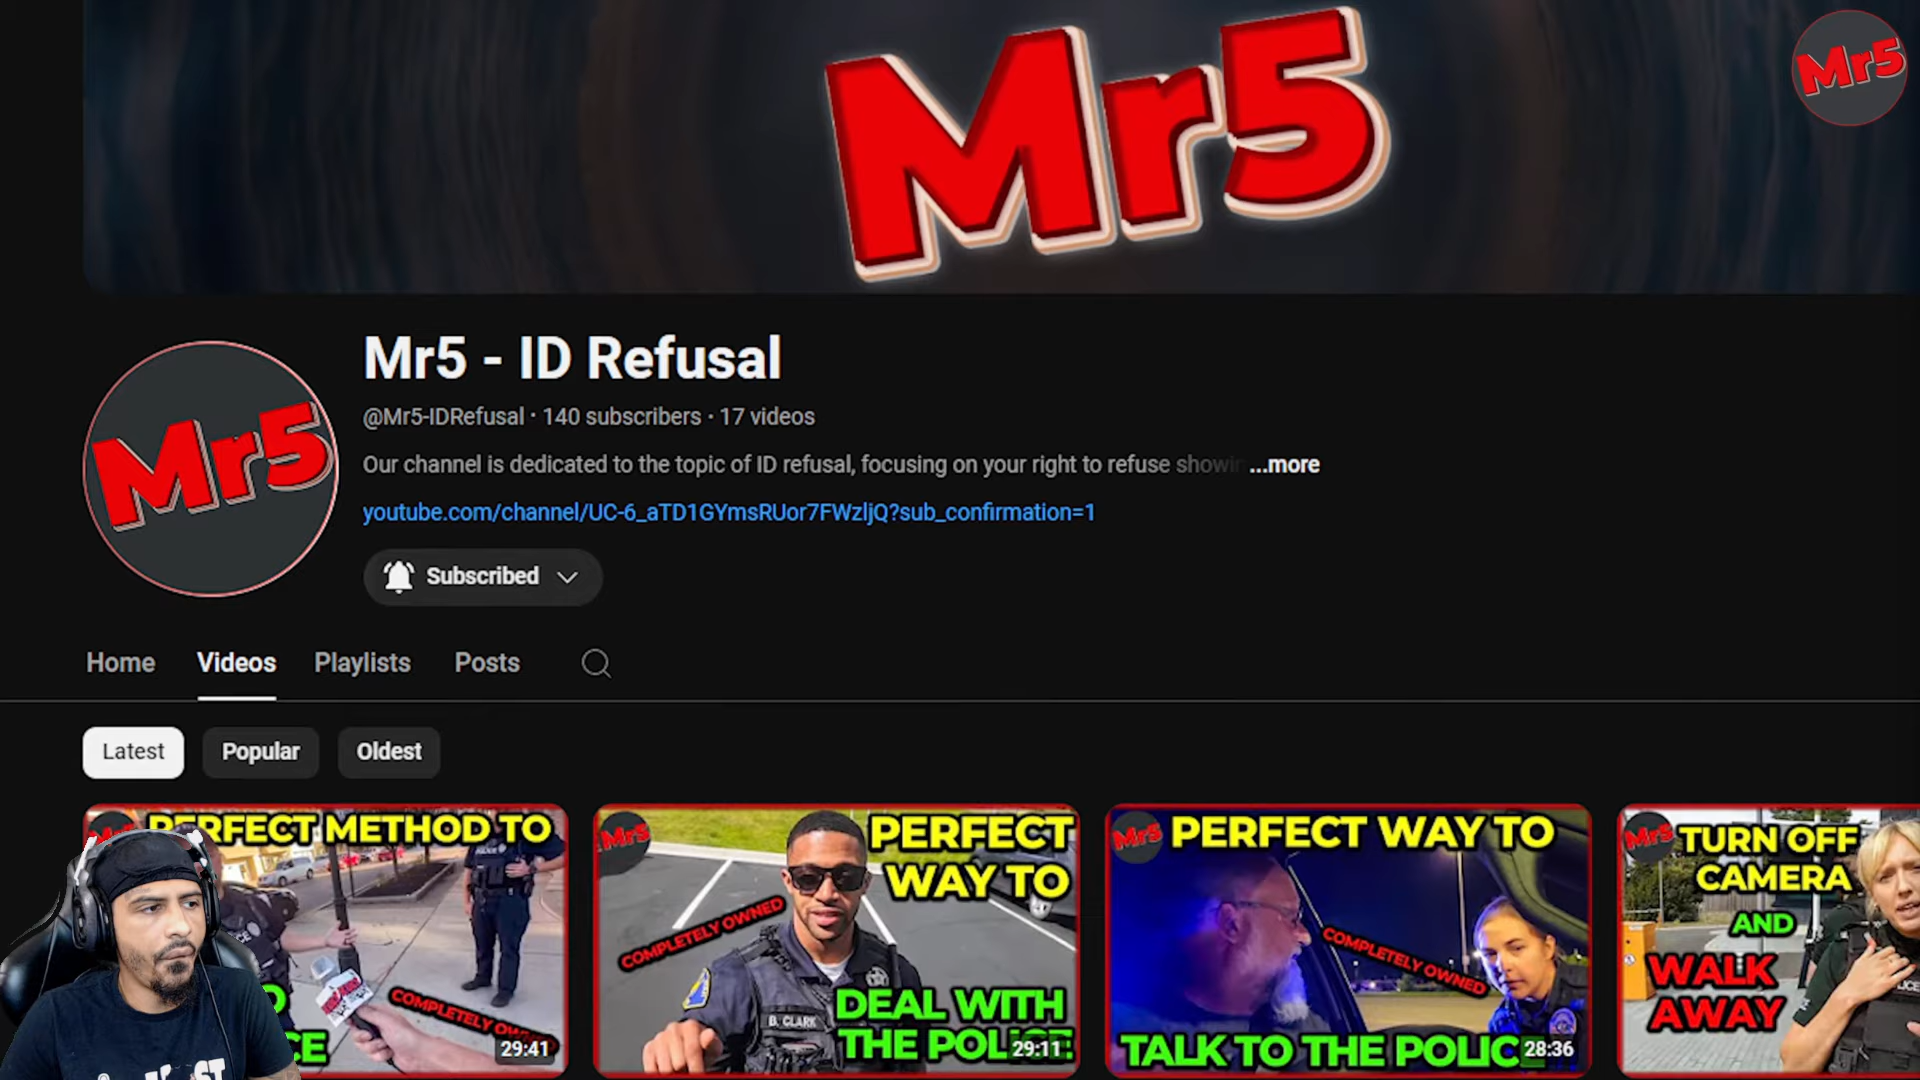 Mr5
Mr5
Mr5
Mr5 - ID Refusal
@Mr5-IDRefusal · 140 subscribers · 17 videos
Our channel is dedicated to the topic of ID refusal, focusing on your right to refuse showin ...more
youtube.com/channel/UC-6_aTD1GYmsRUor7FWzljQ?sub_confirmation=1
Subscribed
Home Videos Playlists Posts
Latest Popular Oldest
PERFECT METHOD TO
COMPLETELY
29:41
Mr5
PERFECT
WAY TO
COMPLETELY OWNED
B. CLARK
DEAL WITH
THE
29:11
Mr5
PERFECT WAY TO
COMPLETELY OWNED
TALK TO THE
28:36
Mr5
TURN OFF
CAMERA
AND
WALK
AWAY